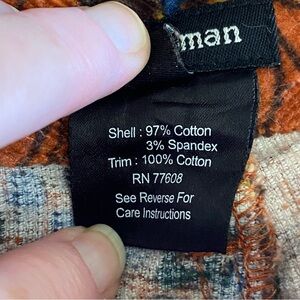 man
Shell : 97% Cotton
3% Spandex
Trim : 100% Cotton
RN 77608
See Reverse For
Care Instructions